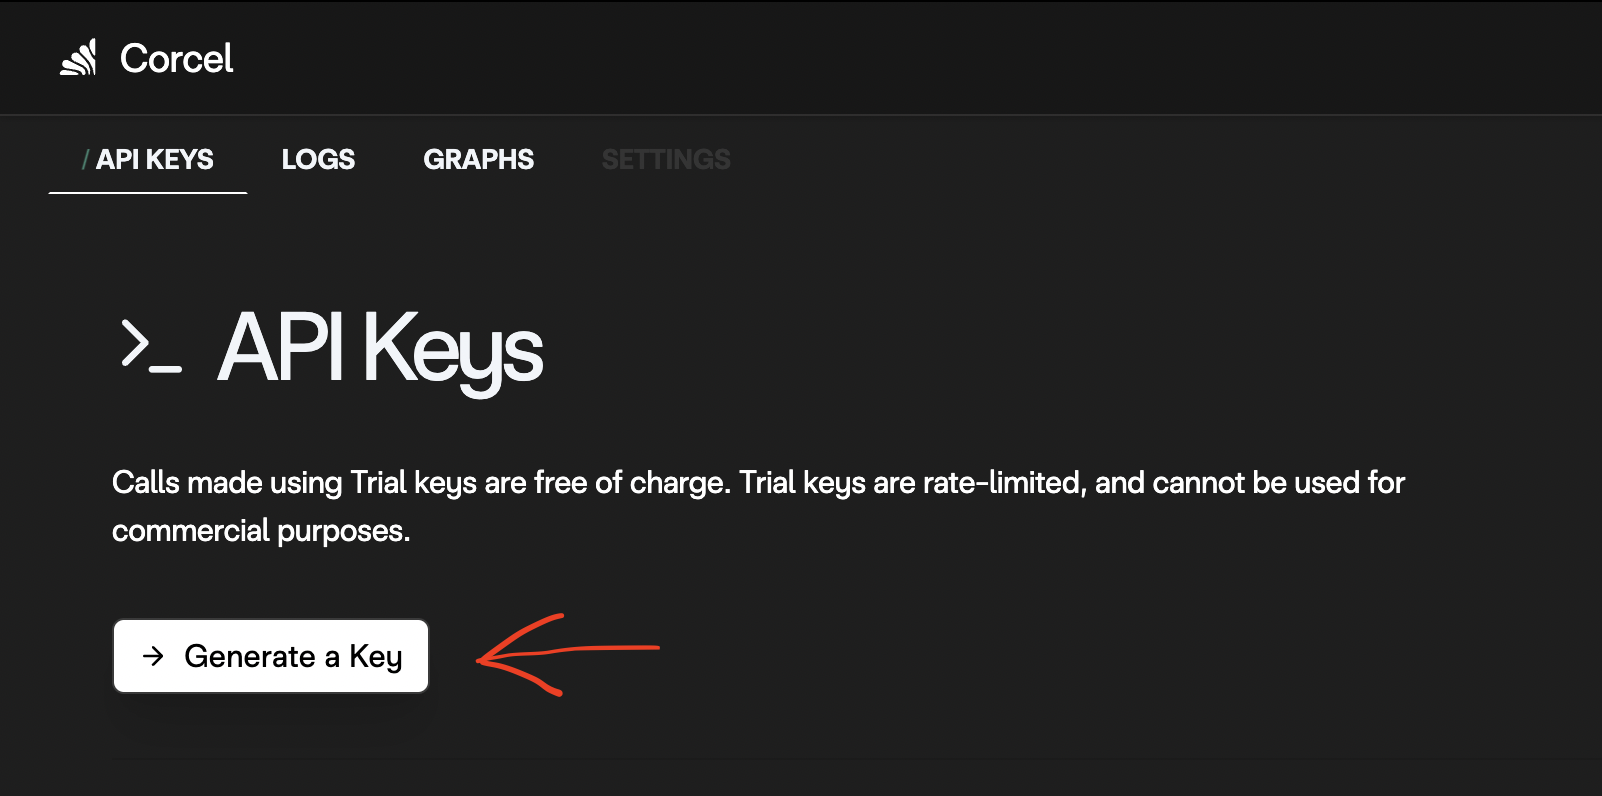 Corcel
/ API KEYS LOGS GRAPHS SETTINGS
>_ API Keys
Calls made using Trial keys are free of charge. Trial keys are rate-limited, and cannot be used for
commercial purposes.
→ Generate a Key